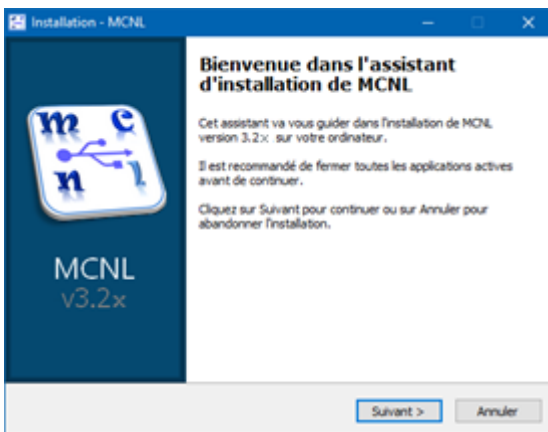 Installation - MCNL
Bienvenue dans l'assistant
d'installation de MCNL
Cet assistant va vous guider dans l'installation de MCNL
version 3.2x sur votre ordinateur.
Il est recommandé de fermer toutes les applications actives
avant de continuer.
Cliquez sur Suivant pour continuer ou sur Annuler pour
abandonner l'installation.
m c
n l
MCNL
v3.2x
Suivant >
Annuler